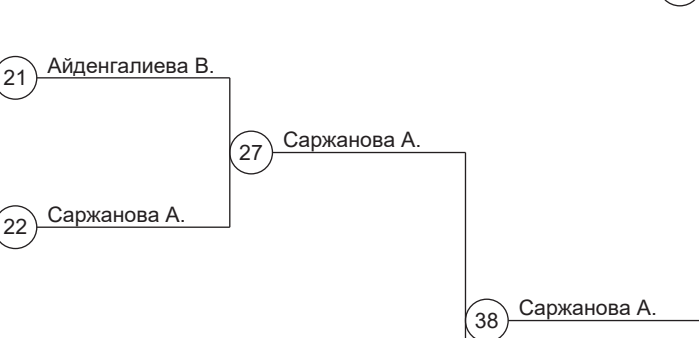 21 Айденгалиева В.
27 Саржанова А.
22 Саржанова А.
38 Саржанова А.